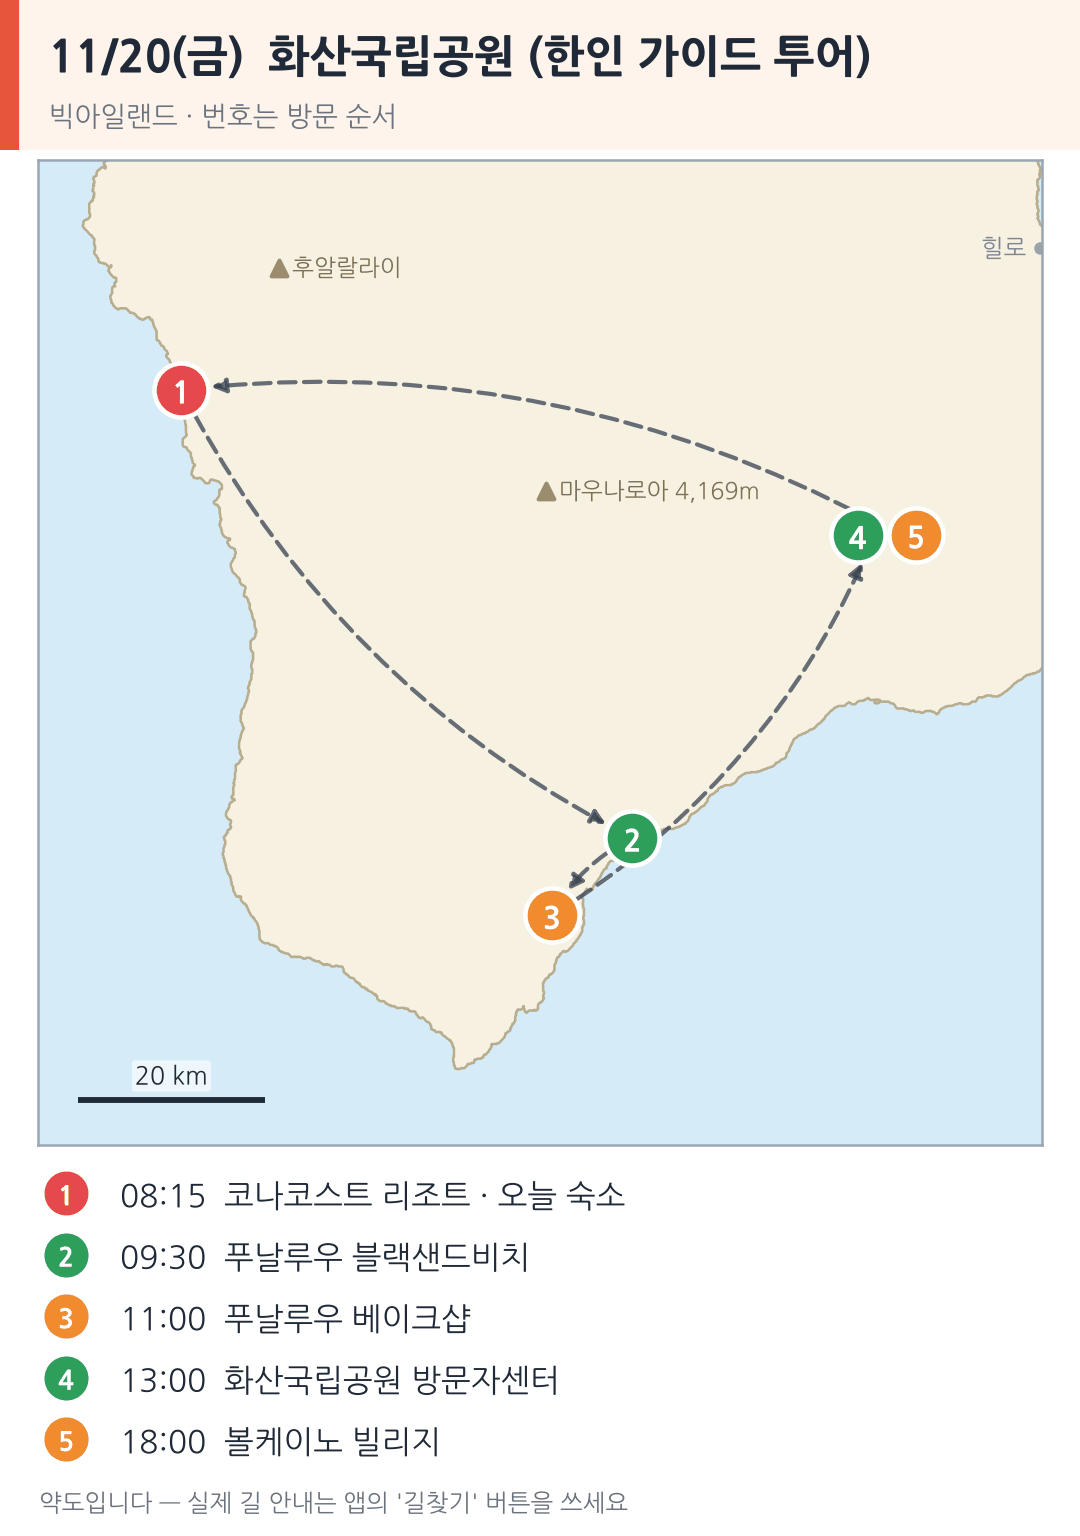 11/20(금) 화산국립공원 (한인 가이드 투어)
빅아일랜드 · 번호는 방문 순서
힐로
후알랄라이
1
마우나로아 4,169m
4
5
2
3
20 km
1 08:15 코나코스트 리조트 · 오늘 숙소
2 09:30 푸날루우 블랙샌드비치
3 11:00 푸날루우 베이크샵
4 13:00 화산국립공원 방문자센터
5 18:00 볼케이노 빌리지
약도입니다 — 실제 길 안내는 앱의 '길찾기' 버튼을 쓰세요